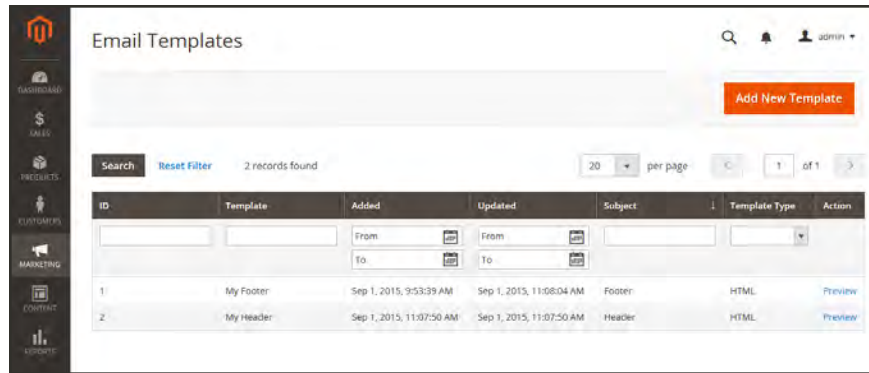 Email Templates
admin
Add New Template
DASHBOARD
SALES
PRODUCTS
CUSTOMERS
MARKETING
CONTENT
REPORTS
Search Reset Filter 2 records found 20 per page 1 of 1
ID Template Added Updated Subject ↓ Template Type Action
From From
To To
1 My Footer Sep 1, 2015, 9:53:39 AM Sep 1, 2015, 11:08:04 AM Footer HTML Preview
2 My Header Sep 1, 2015, 11:07:50 AM Sep 1, 2015, 11:07:50 AM Header HTML Preview